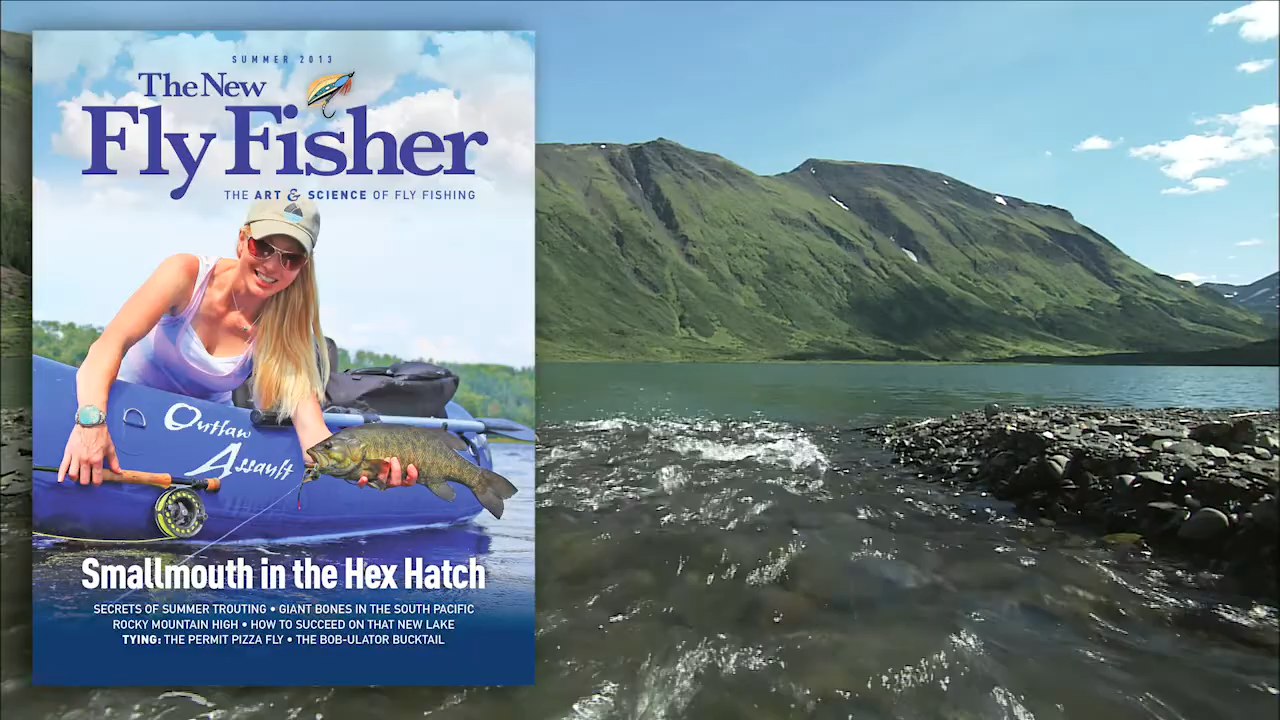 SUMMER 2013
The New
Fly Fisher
THE ART & SCIENCE OF FLY FISHING
Outlaw
Assault
Smallmouth in the Hex Hatch
SECRETS OF SUMMER TROUTING • GIANT BONES IN THE SOUTH PACIFIC
ROCKY MOUNTAIN HIGH • HOW TO SUCCEED ON THAT NEW LAKE
TYING: THE PERMIT PIZZA FLY • THE BOB-ULATOR BUCKTAIL